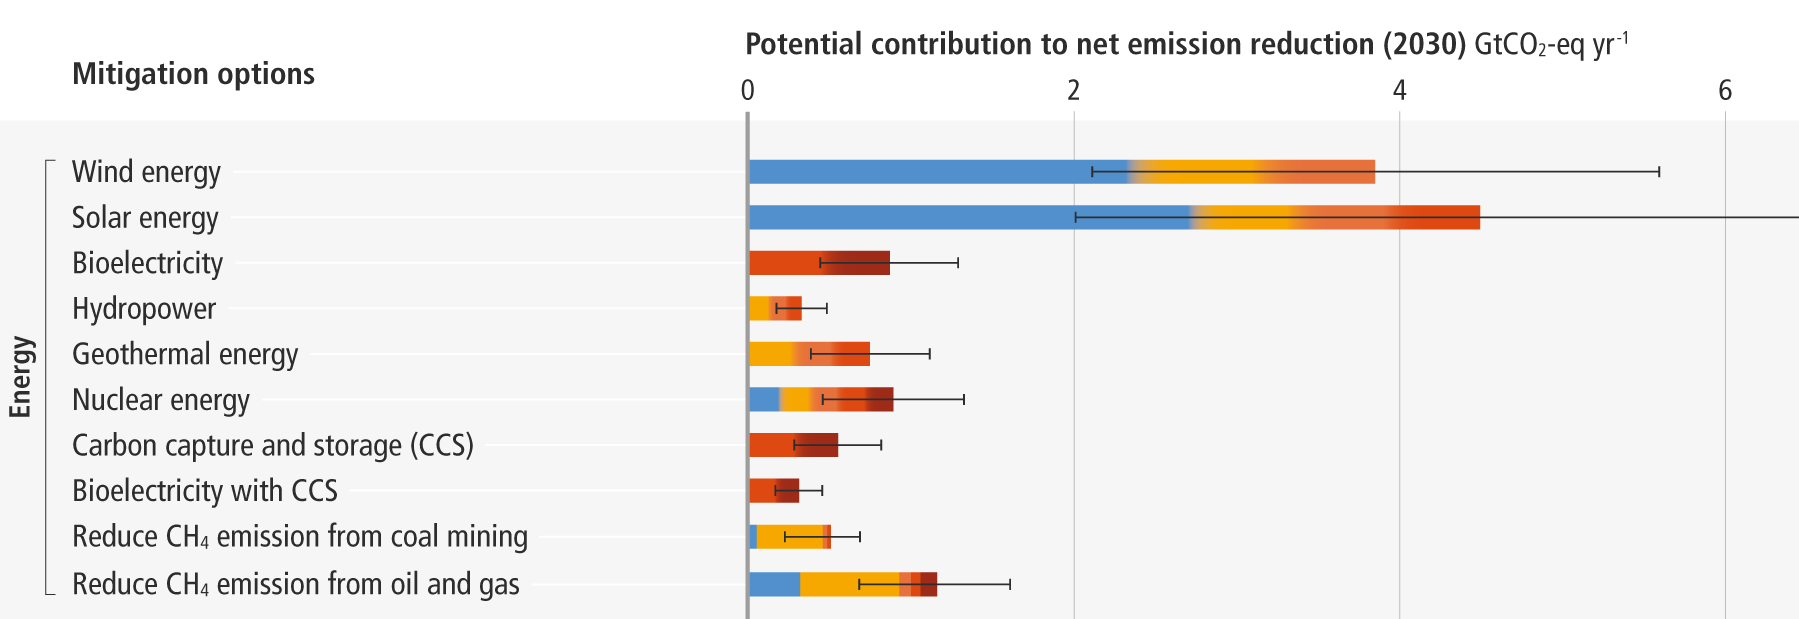 Potential contribution to net emission reduction (2030) GtCO₂-eq yr⁻¹
Mitigation options
0 2 4 6
Energy
Wind energy
Solar energy
Bioelectricity
Hydropower
Geothermal energy
Nuclear energy
Carbon capture and storage (CCS)
Bioelectricity with CCS
Reduce CH₄ emission from coal mining
Reduce CH₄ emission from oil and gas